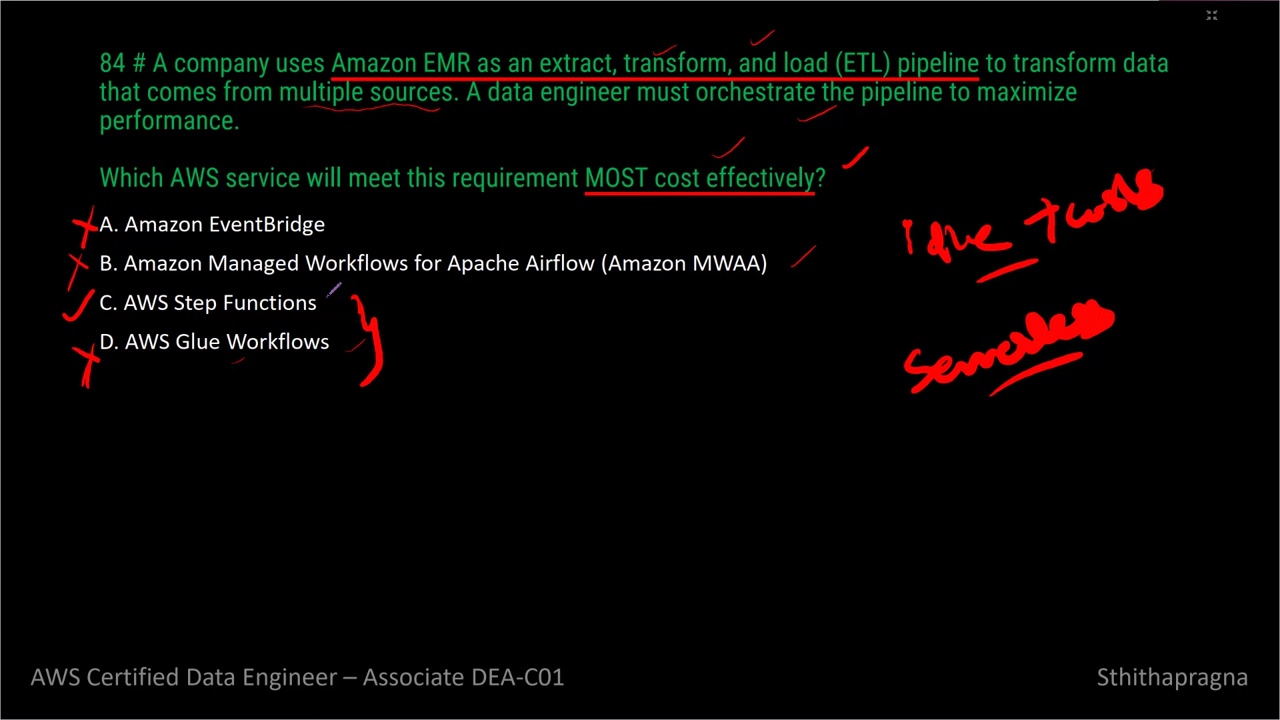 84 # A company uses Amazon EMR as an extract, transform, and load (ETL) pipeline to transform data
that comes from multiple sources. A data engineer must orchestrate the pipeline to maximize
performance.
Which AWS service will meet this requirement MOST cost effectively?
A. Amazon EventBridge
B. Amazon Managed Workflows for Apache Airflow (Amazon MWAA)
C. AWS Step Functions
D. AWS Glue Workflows
AWS Certified Data Engineer – Associate DEA-C01
Sthithapragna